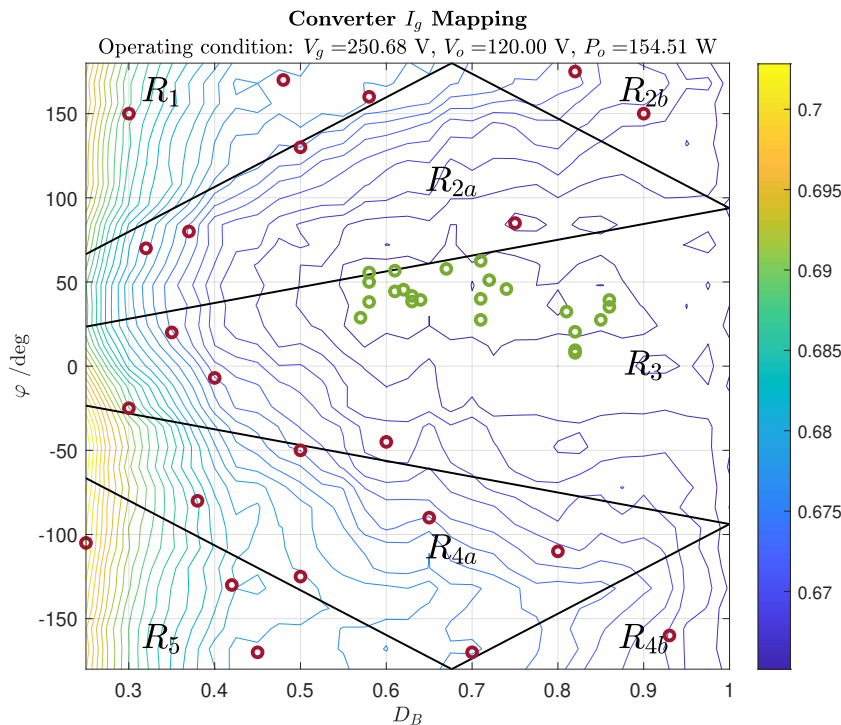 Converter I_g Mapping
Operating condition: V_g =250.68 V, V_o =120.00 V, P_o =154.51 W
150
100
50
0
-50
-100
-150
φ /deg
R_1
R_2b
R_2a
R_3
R_4a
R_5
R_4b
0.3 0.4 0.5 0.6 0.7 0.8 0.9 1
D_B
0.7
0.695
0.69
0.685
0.68
0.675
0.67